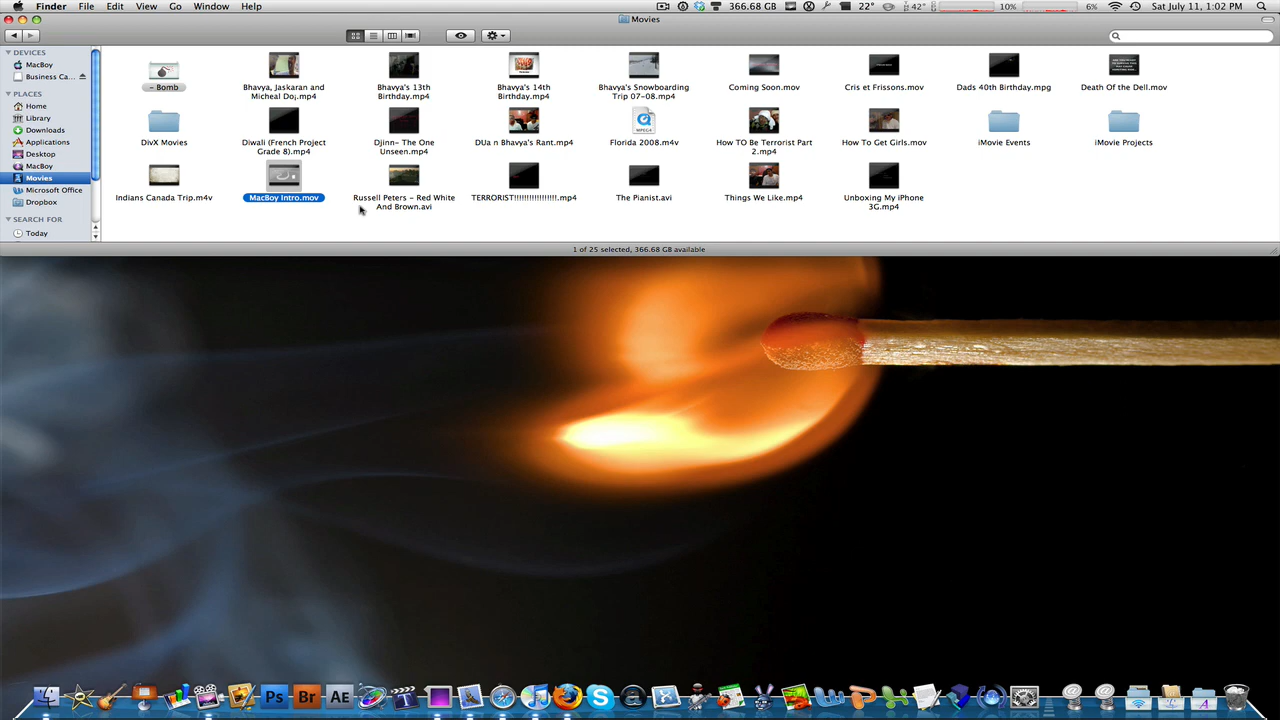 Finder File Edit View Go Window Help 366.68 GB 22° 42° 10% 6% Sat July 11, 1:02 PM
Movies
DEVICES
MacBoy
Business Ca...
PLACES
Home
Library
Downloads
Applications
Desktop
MacBoy
Movies
Microsoft Office
Dropbox
SEARCH FOR
Today
- Bomb
Bhavya, Jaskaran and
Micheal DoJ.mp4
Bhavya's 13th
Birthday.mp4
Bhavya's 14th
Birthday.mp4
Bhavya's Snowboarding
Trip 07-08.mp4
Coming Soon.mov
Cris et Frissons.mov
Dads 40th Birthday.mpg
Death Of the Dell.mov
DivX Movies
Diwali (French Project
Grade 8).mp4
Djinn- The One
Unseen.mp4
DUa n Bhavya's Rant.mp4
MPEG4
Florida 2008.m4v
How TO Be Terrorist Part
2.mp4
How To Get Girls.mov
iMovie Events
iMovie Projects
Indians Canada Trip.m4v
MacBoy Intro.mov
Russell Peters - Red White
And Brown.avi
TERRORIST!!!!!!!!!!!!!!!!!.mp4
The Pianist.avi
Things We Like.mp4
Unboxing My iPhone
3G.mp4
1 of 25 selected, 366.68 GB available
Ps Br AE